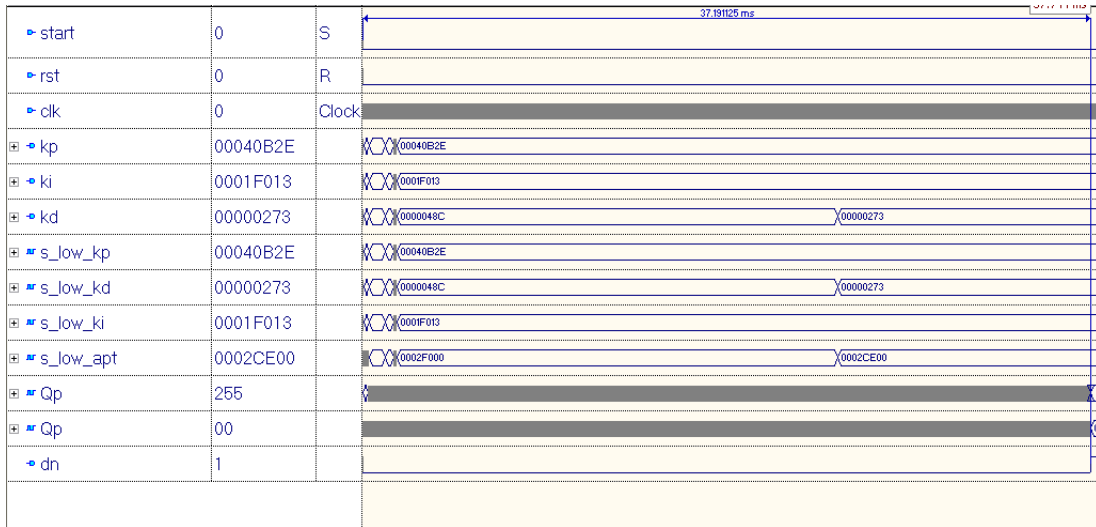 37.191125 ms
start 0 S
rst 0 R
clk 0 Clock
kp 00040B2E 00040B2E
ki 0001F013 0001F013
kd 00000273 0000048C 00000273
s_low_kp 00040B2E 00040B2E
s_low_kd 00000273 0000048C 00000273
s_low_ki 0001F013 0001F013
s_low_apt 0002CE00 0002F000 0002CE00
Qp 255
Qp 00
dn 1